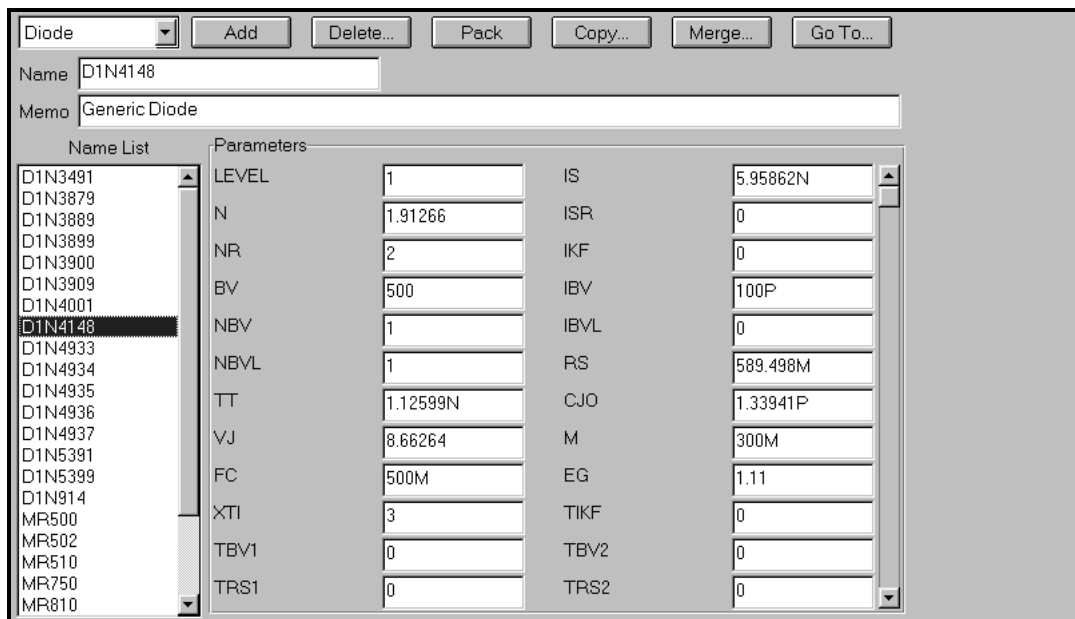 Diode Add Delete... Pack Copy... Merge... Go To...
Name D1N4148
Memo Generic Diode
Name List
D1N3491
D1N3879
D1N3889
D1N3899
D1N3900
D1N3909
D1N4001
D1N4148
D1N4933
D1N4934
D1N4935
D1N4936
D1N4937
D1N5391
D1N5399
D1N914
MR500
MR502
MR510
MR750
MR810
Parameters
LEVEL 1 IS 5.95862N
N 1.91266 ISR 0
NR 2 IKF 0
BV 500 IBV 100P
NBV 1 IBVL 0
NBVL 1 RS 589.498M
TT 1.12599N CJO 1.33941P
VJ 8.66264 M 300M
FC 500M EG 1.11
XTI 3 TIKF 0
TBV1 0 TBV2 0
TRS1 0 TRS2 0